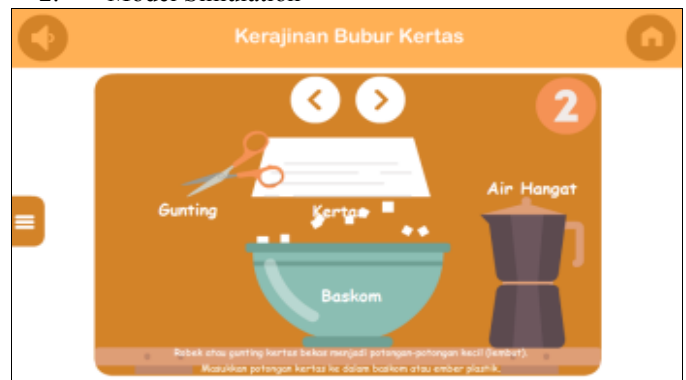 2. Model Simulation
Kerajinan Bubur Kertas
2
Air Hangat
Gunting
Kertas
Baskom
Robek atau gunting kertas bekas menjadi potongan-potongan kecil (lembut).
Masukkan potongan kertas ke dalam baskom atau ember plastik.